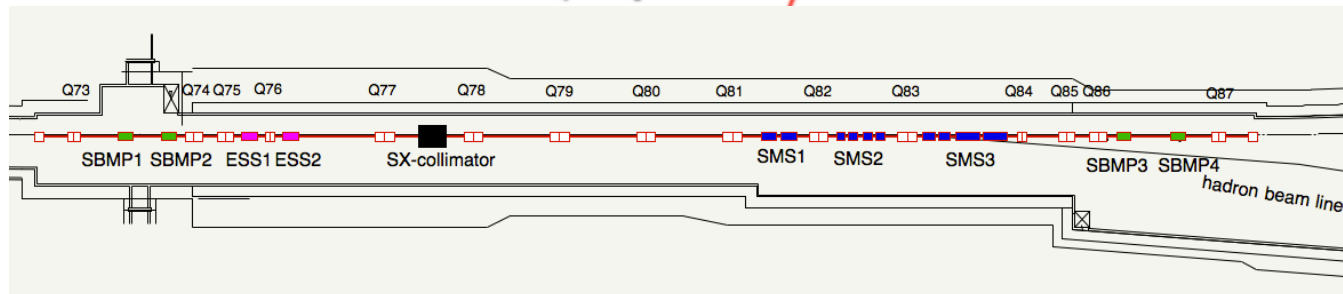 Q73 Q74 Q75 Q76 Q77 Q78 Q79 Q80 Q81 Q82 Q83 Q84 Q85 Q86 Q87
SBMP1 SBMP2 ESS1 ESS2 SX-collimator SMS1 SMS2 SMS3 SBMP3 SBMP4
hadron beam line